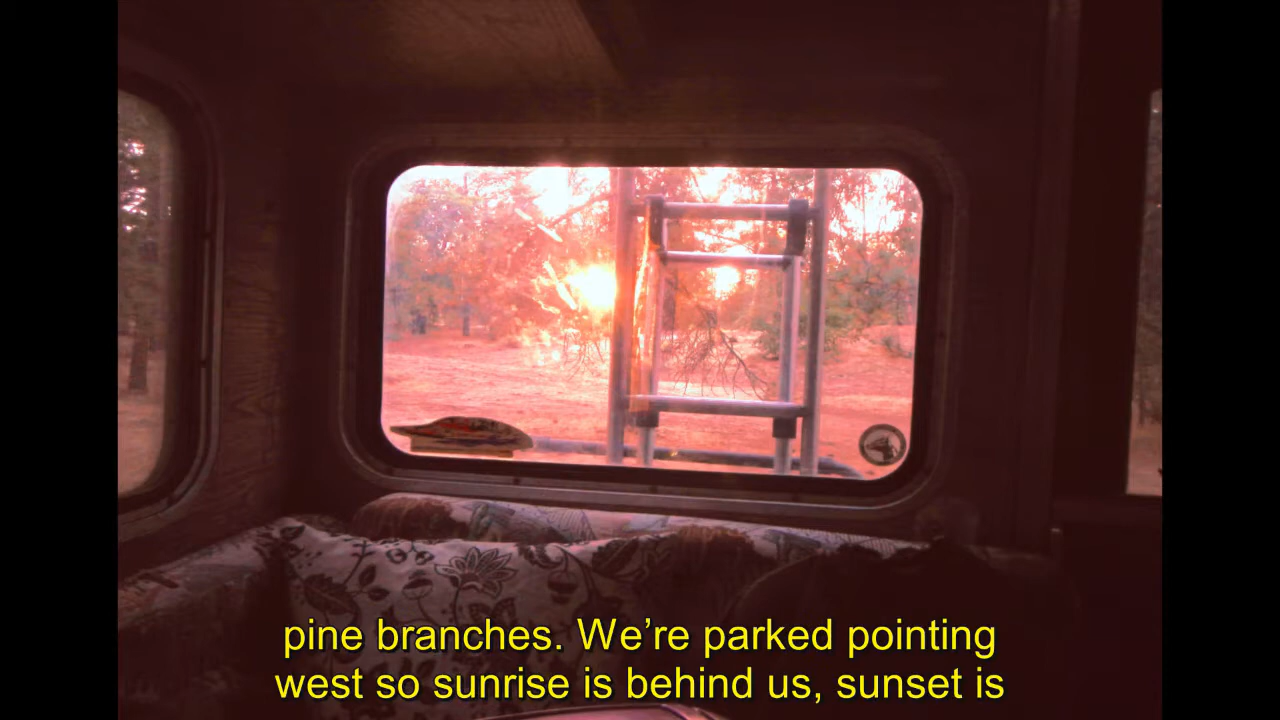 pine branches. We’re parked pointing
west so sunrise is behind us, sunset is